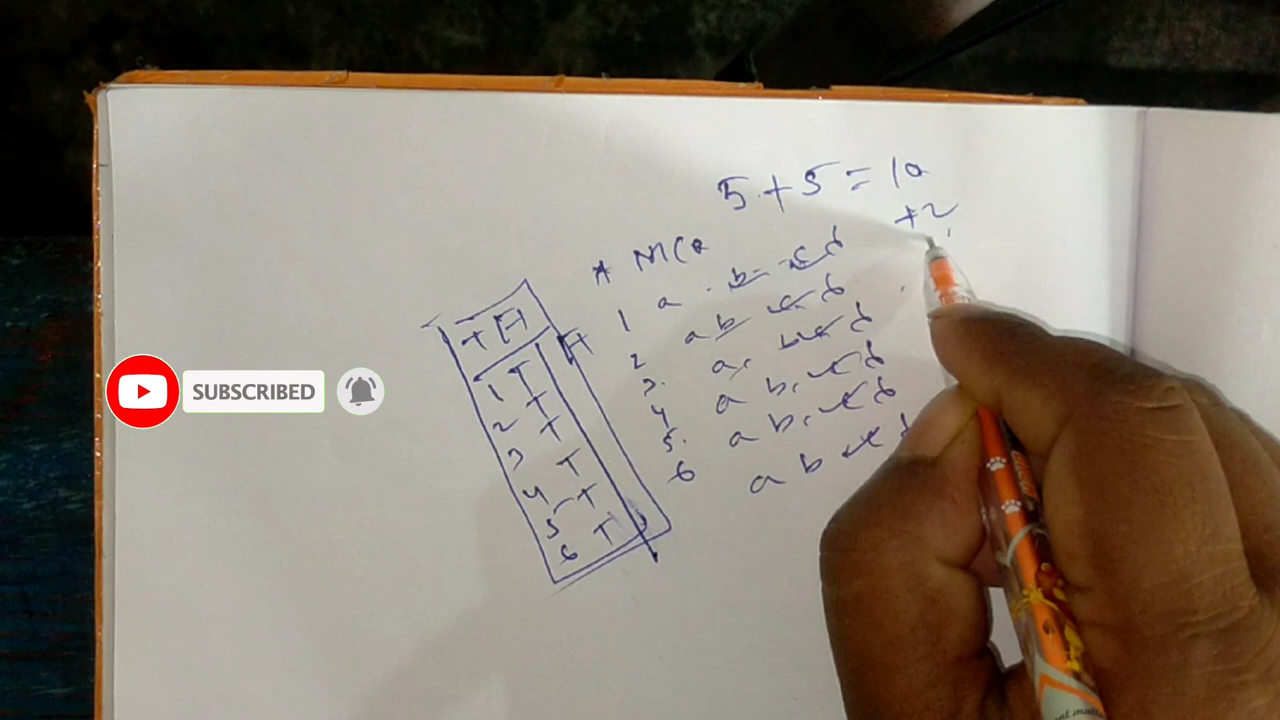 5+5=10
+2
* MCQ
1 a. b c d
2 a b c d
3. a. b c d
4 a b. c d
5. a b. c d
6 a b c d
T F
1 T
2 T
3 T
4 T
5 T
6 T
SUBSCRIBED